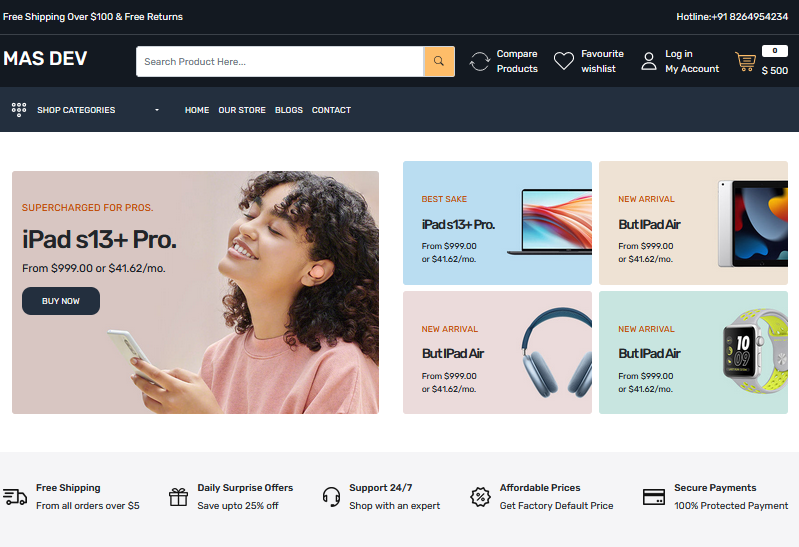 Free Shipping Over $100 & Free Returns
Hotline:+91 8264954234
MAS DEV
Search Product Here...
Compare
Products
Favourite
wishlist
Log in
My Account
0
$ 500
SHOP CATEGORIES
HOME OUR STORE BLOGS CONTACT
SUPERCHARGED FOR PROS.
iPad s13+ Pro.
From $999.00 or $41.62/mo.
BUY NOW
BEST SAKE
iPad s13+ Pro.
From $999.00
or $41.62/mo.
NEW ARRIVAL
But IPad Air
From $999.00
or $41.62/mo.
NEW ARRIVAL
But IPad Air
From $999.00
or $41.62/mo.
NEW ARRIVAL
But IPad Air
From $999.00
or $41.62/mo.
10
09
Free Shipping
From all orders over $5
Daily Surprise Offers
Save upto 25% off
Support 24/7
Shop with an expert
Affordable Prices
Get Factory Default Price
Secure Payments
100% Protected Payment